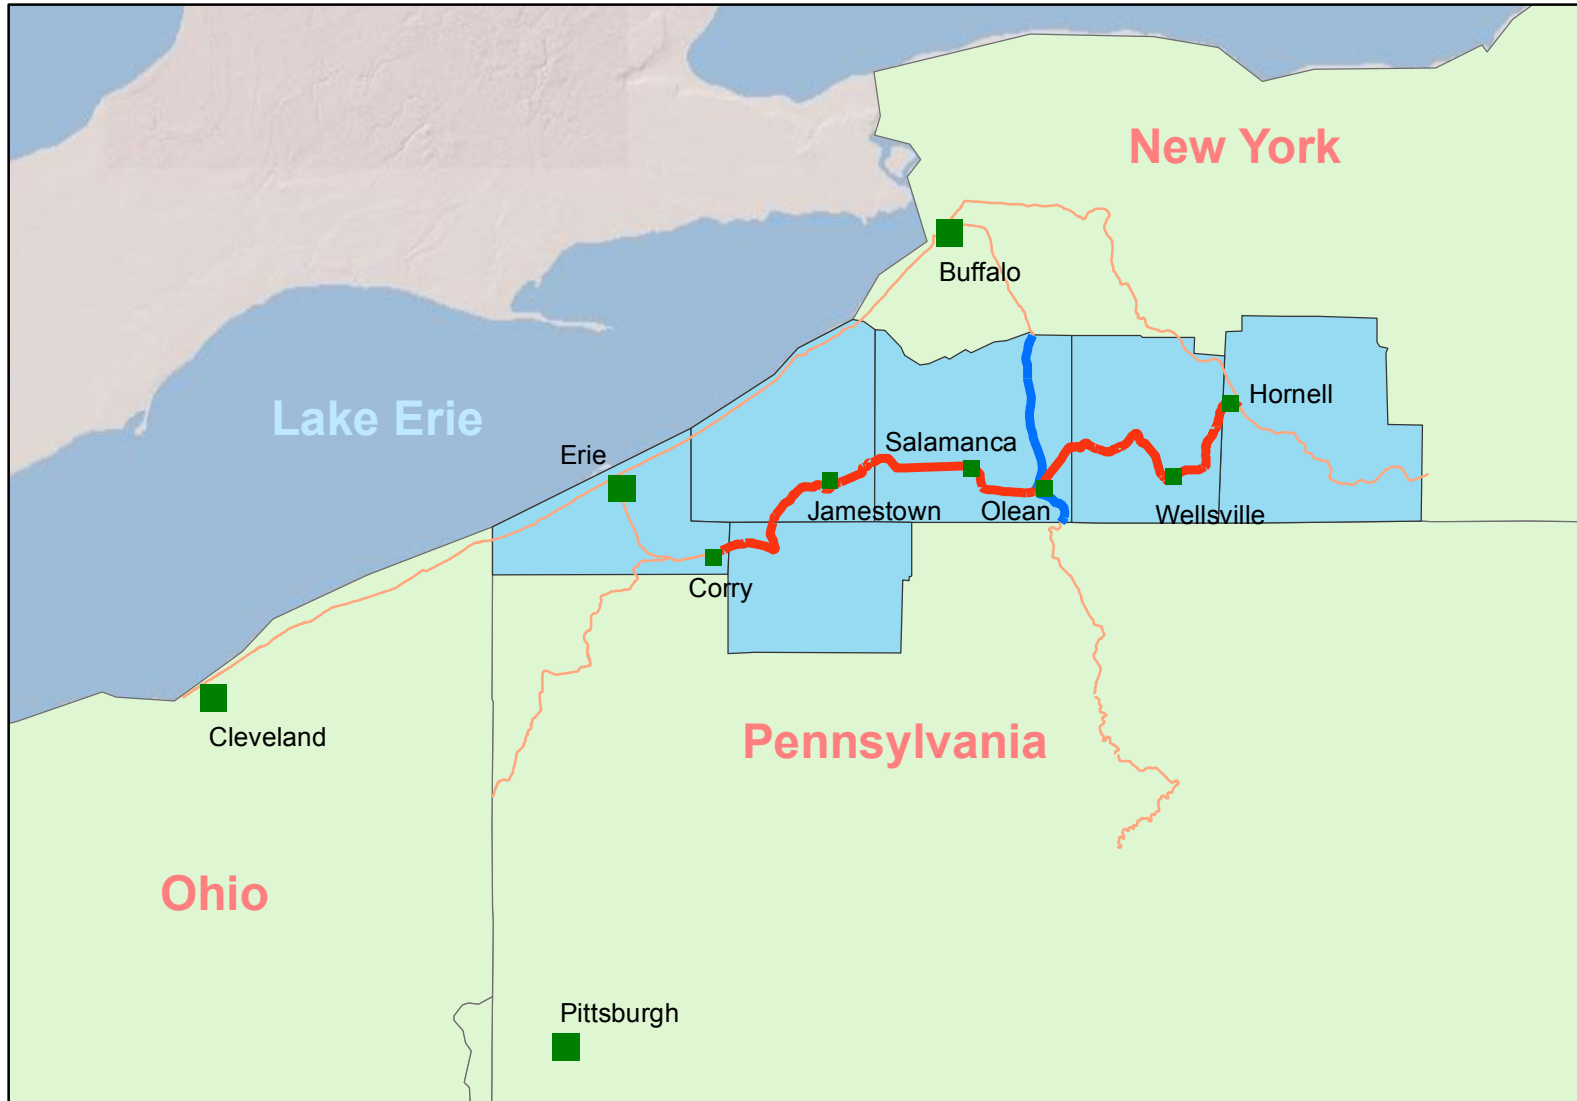 New York
Buffalo
Hornell
Lake Erie
Salamanca
Erie
Jamestown
Olean
Wellsville
Corry
Cleveland
Pennsylvania
Ohio
Pittsburgh